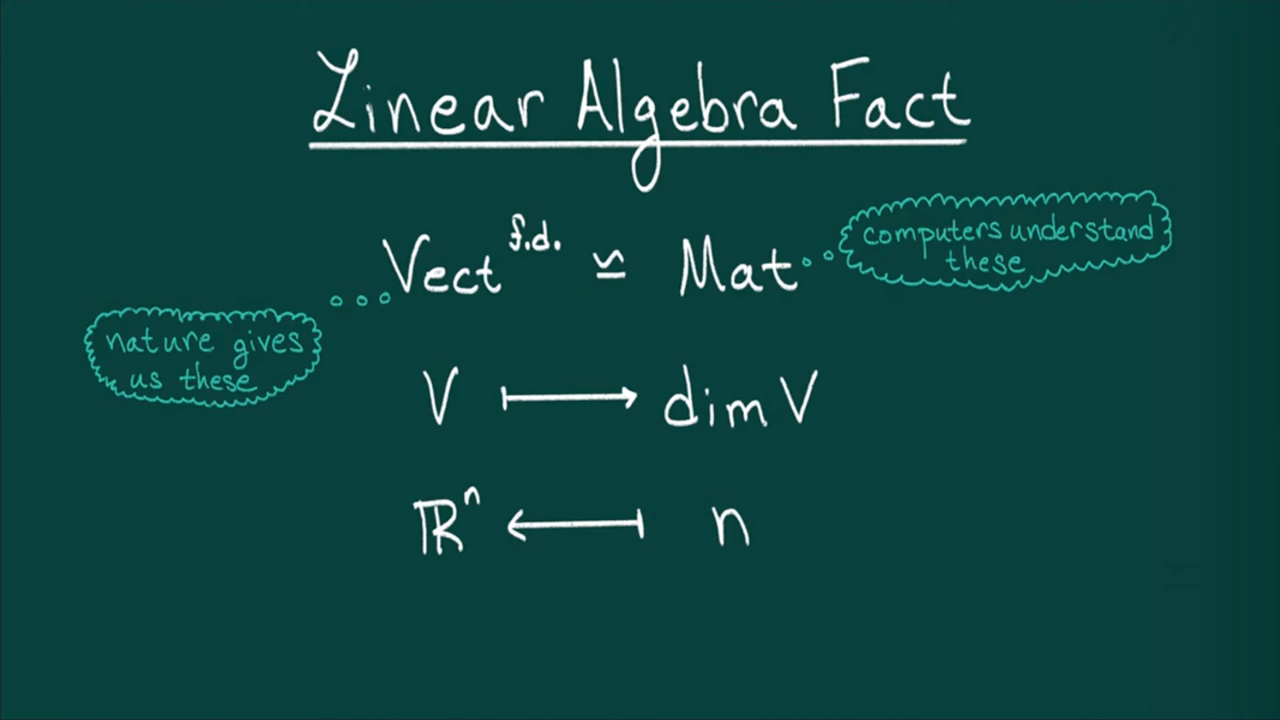 Linear Algebra Fact
Vect^f.d. ≃ Mat
computers understand
these
nature gives
us these
V ⟼ dim V
ℝ^n ⟻ n